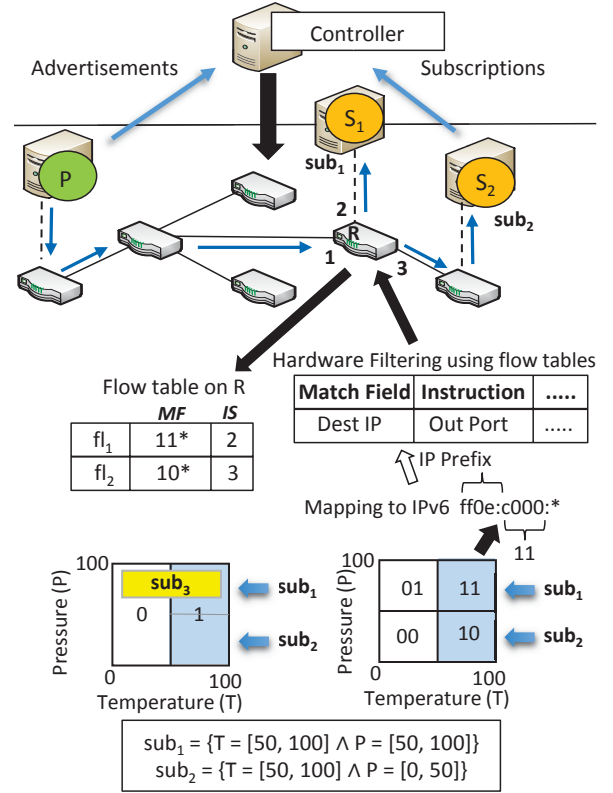 Controller
Advertisements
Subscriptions
S1
P
sub1
S2
sub2
2
R
1
3
Hardware Filtering using flow tables
Match Field Instruction .....
Dest IP Out Port .....
Flow table on R
MF IS
fl1 11* 2
fl2 10* 3
IP Prefix
Mapping to IPv6 ff0e:c000:*
11
100
sub3
0 1
sub1
sub2
Pressure (P)
0
100
Temperature (T)
100
01 11
00 10
sub1
sub2
Pressure (P)
0
100
Temperature (T)
sub1 = {T = [50, 100] ∧ P = [50, 100]}
sub2 = {T = [50, 100] ∧ P = [0, 50]}